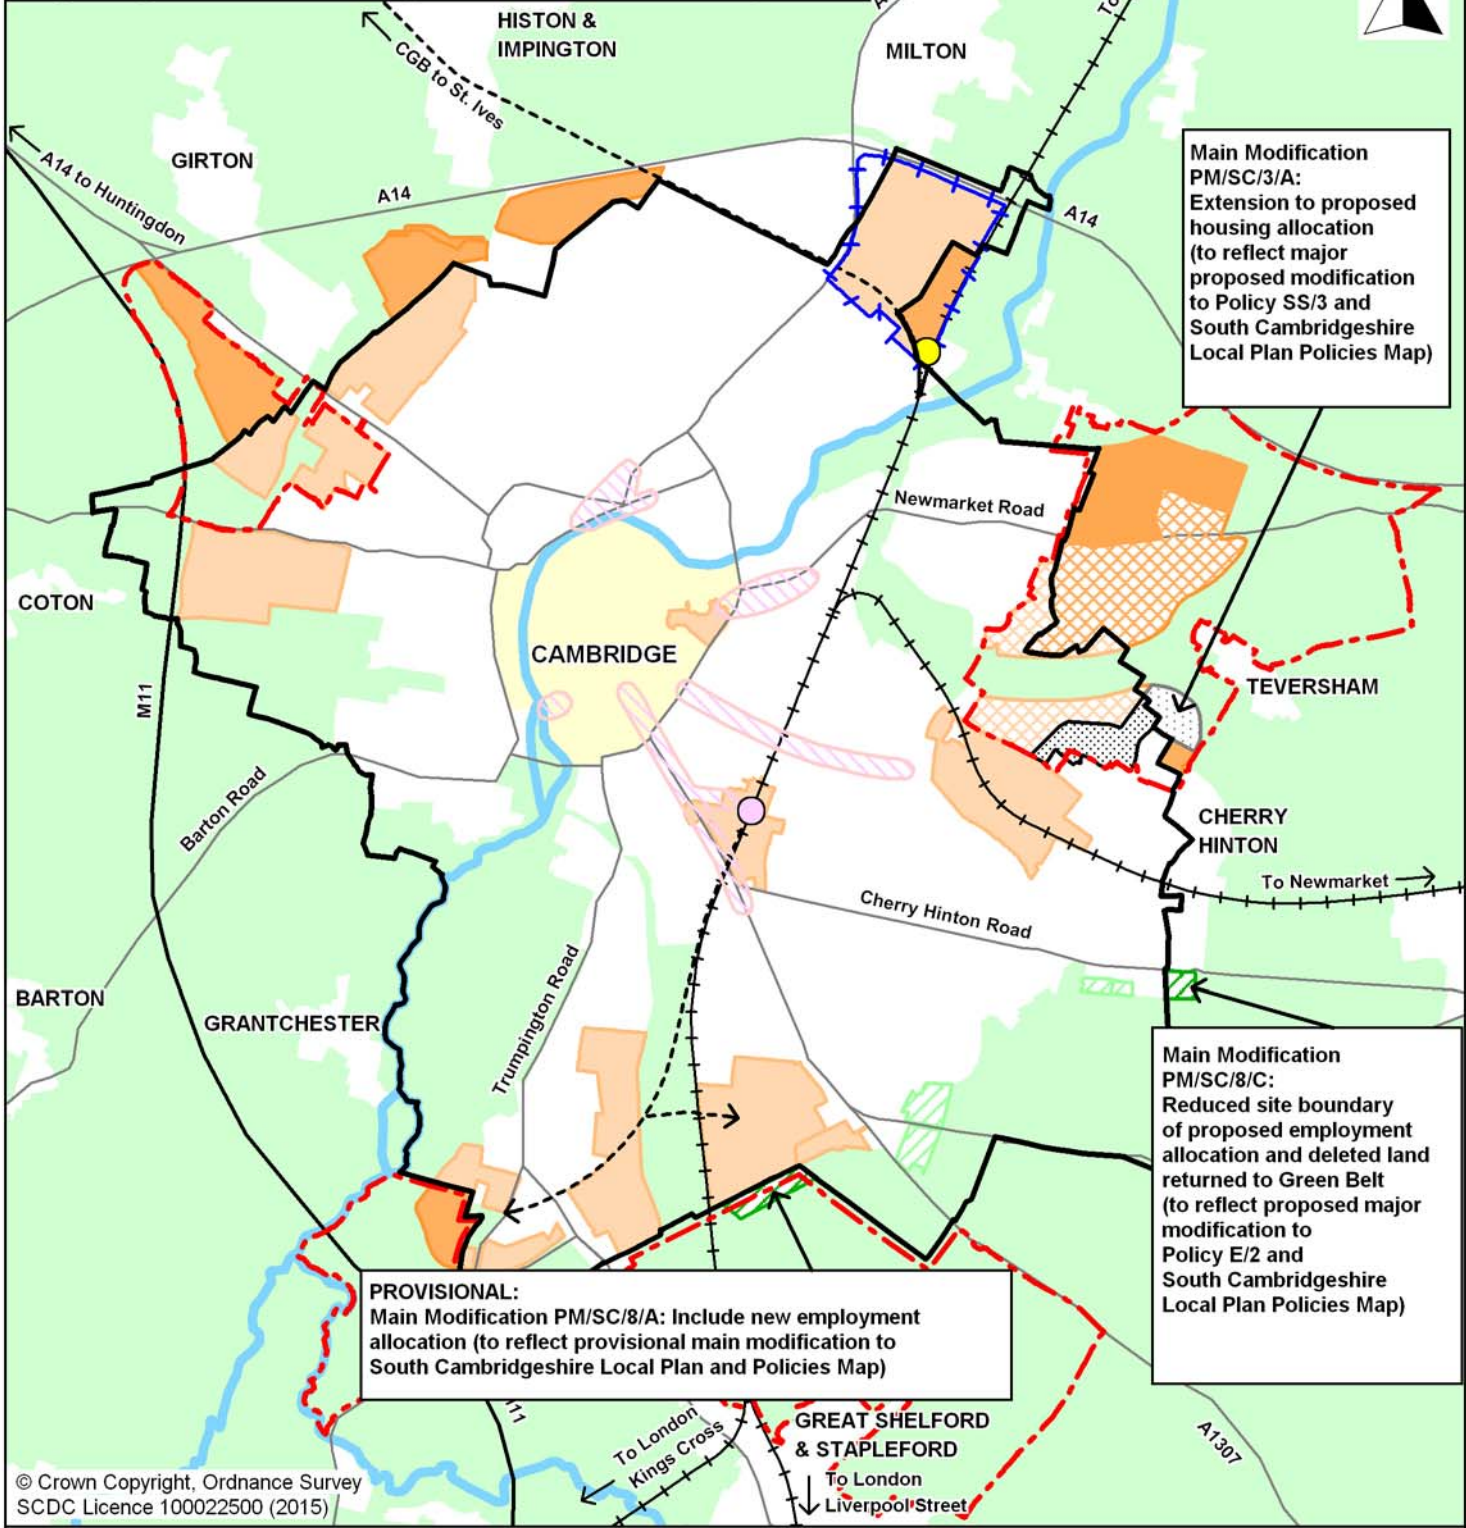 HISTON &
IMPINGTON
MILTON
To
CGB to St. Ives
A14 to Huntingdon
GIRTON
A14
A14
Main Modification
PM/SC/3/A:
Extension to proposed
housing allocation
(to reflect major
proposed modification
to Policy SS/3 and
South Cambridgeshire
Local Plan Policies Map)
Newmarket Road
COTON
CAMBRIDGE
TEVERSHAM
M11
Barton Road
CHERRY
HINTON
To Newmarket
Cherry Hinton Road
BARTON
GRANTCHESTER
Trumpington Road
Main Modification
PM/SC/8/C:
Reduced site boundary
of proposed employment
allocation and deleted land
returned to Green Belt
(to reflect proposed major
modification to
Policy E/2 and
South Cambridgeshire
Local Plan Policies Map)
PROVISIONAL:
Main Modification PM/SC/8/A: Include new employment
allocation (to reflect provisional main modification to
South Cambridgeshire Local Plan and Policies Map)
GREAT SHELFORD
& STAPLEFORD
To London
Kings Cross
To London
Liverpool Street
A1307
© Crown Copyright, Ordnance Survey
SCDC Licence 100022500 (2015)